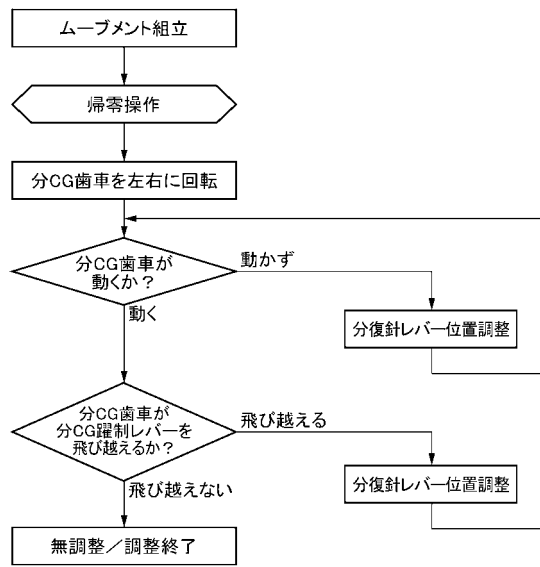 ムーブメント組立
帰零操作
分CG歯車を左右に回転
分CG歯車が
動くか？
動かず
分復針レバー位置調整
動く
分CG歯車が
分CG躍制レバーを
飛び越えるか？
飛び越える
分復針レバー位置調整
飛び越えない
無調整／調整終了